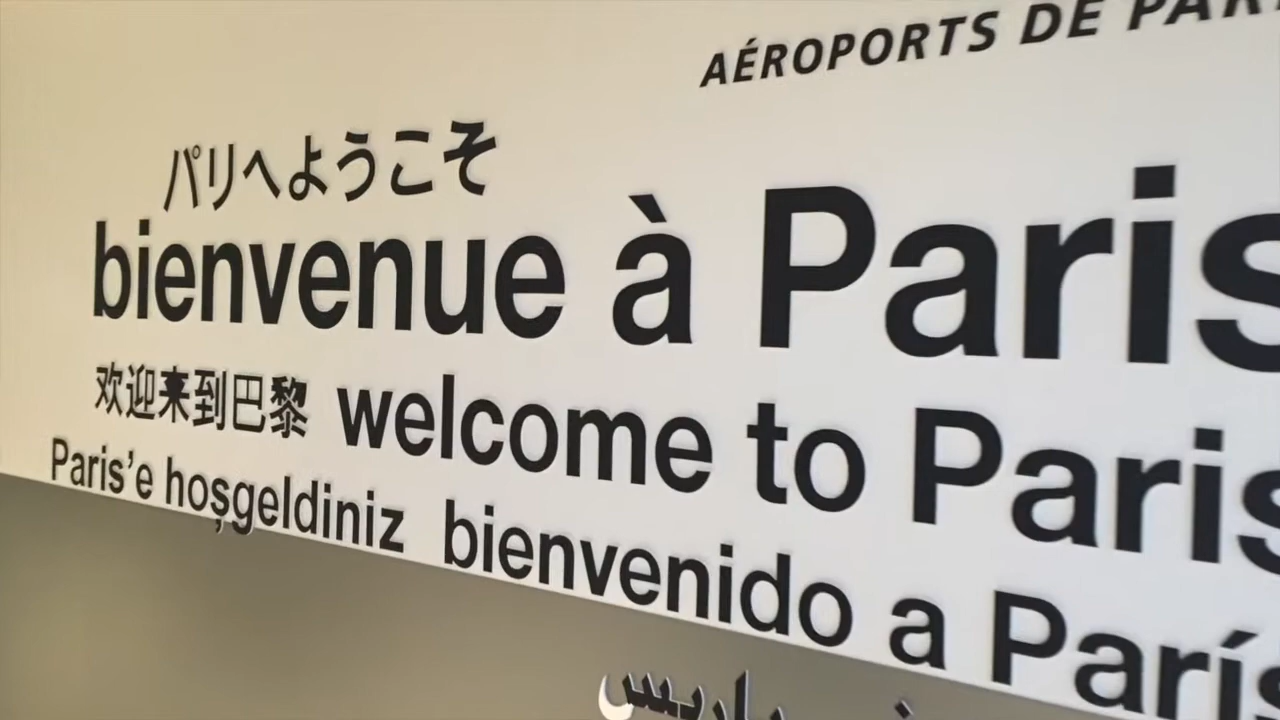 AÉROPORTS DE
パリへようこそ
bienvenue à Paris
欢迎来到巴黎 welcome to Paris
Paris'e hoşgeldiniz bienvenido a París